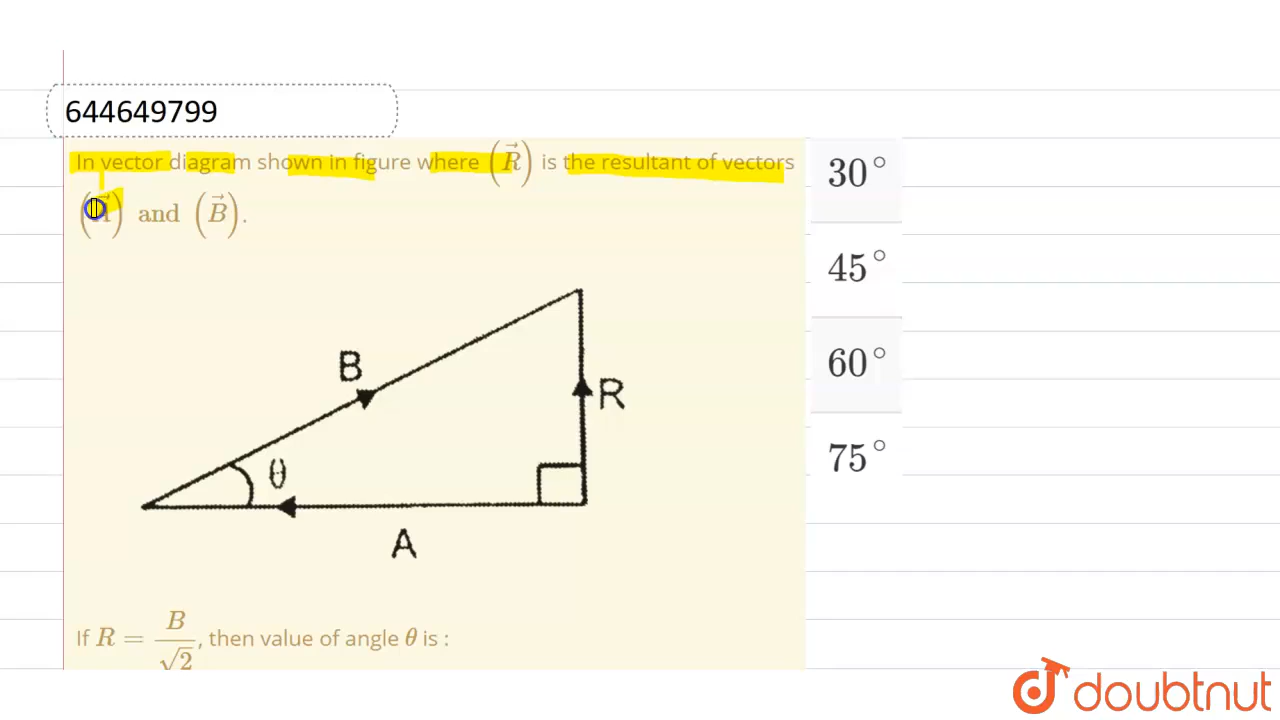 644649799
In vector diagram shown in figure where (R⃗) is the resultant of vectors
(A⃗) and (B⃗).
B
R
θ
A
If R = B/√2, then value of angle θ is :
30°
45°
60°
75°
doubtnut